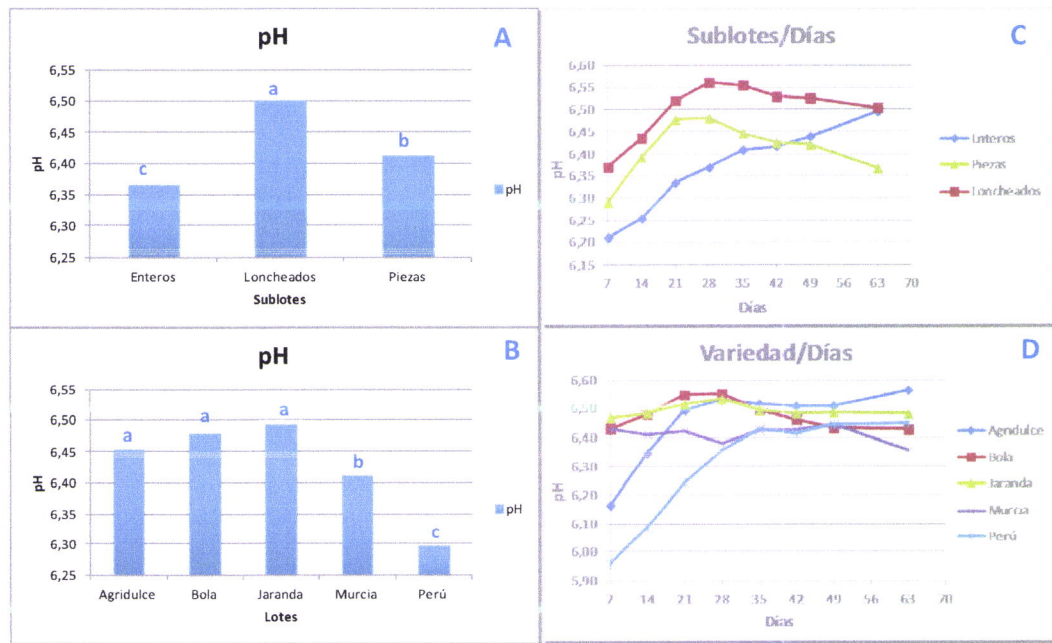 pH
A
6,55
6,50
6,45
6,40
6,35
6,30
6,25
pH
a
b
c
pH
Enteros
Loncheados
Piezas
Sublotes
Sublotes/Días
C
6,60
6,55
6,50
6,45
6,40
6,35
6,30
6,25
6,20
6,15
pH
Enteros
Piezas
Loncheados
7 14 21 28 35 42 49 56 63 70
Días
pH
B
6,55
6,50
6,45
6,40
6,35
6,30
6,25
pH
a
a
a
b
c
pH
Agridulce
Bola
Jaranda
Murcia
Perú
Lotes
Variedad/Días
D
6,60
6,50
6,40
6,30
6,20
6,10
6,00
5,90
pH
Agridulce
Bola
Jaranda
Murcia
Perú
7 14 21 28 35 42 49 56 63 70
Días